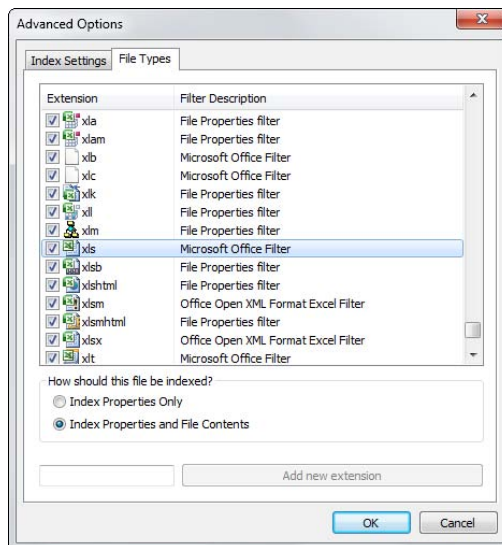 Advanced Options
Index Settings File Types
Extension Filter Description
xla File Properties filter
xlam File Properties filter
xlb Microsoft Office Filter
xlc Microsoft Office Filter
xlk File Properties filter
xll File Properties filter
xlm File Properties filter
xls Microsoft Office Filter
xlsb File Properties filter
xlshtml File Properties filter
xlsm Office Open XML Format Excel Filter
xlsmhtml File Properties filter
xlsx Office Open XML Format Excel Filter
xlt Microsoft Office Filter
How should this file be indexed?
Index Properties Only
Index Properties and File Contents
Add new extension
OK Cancel